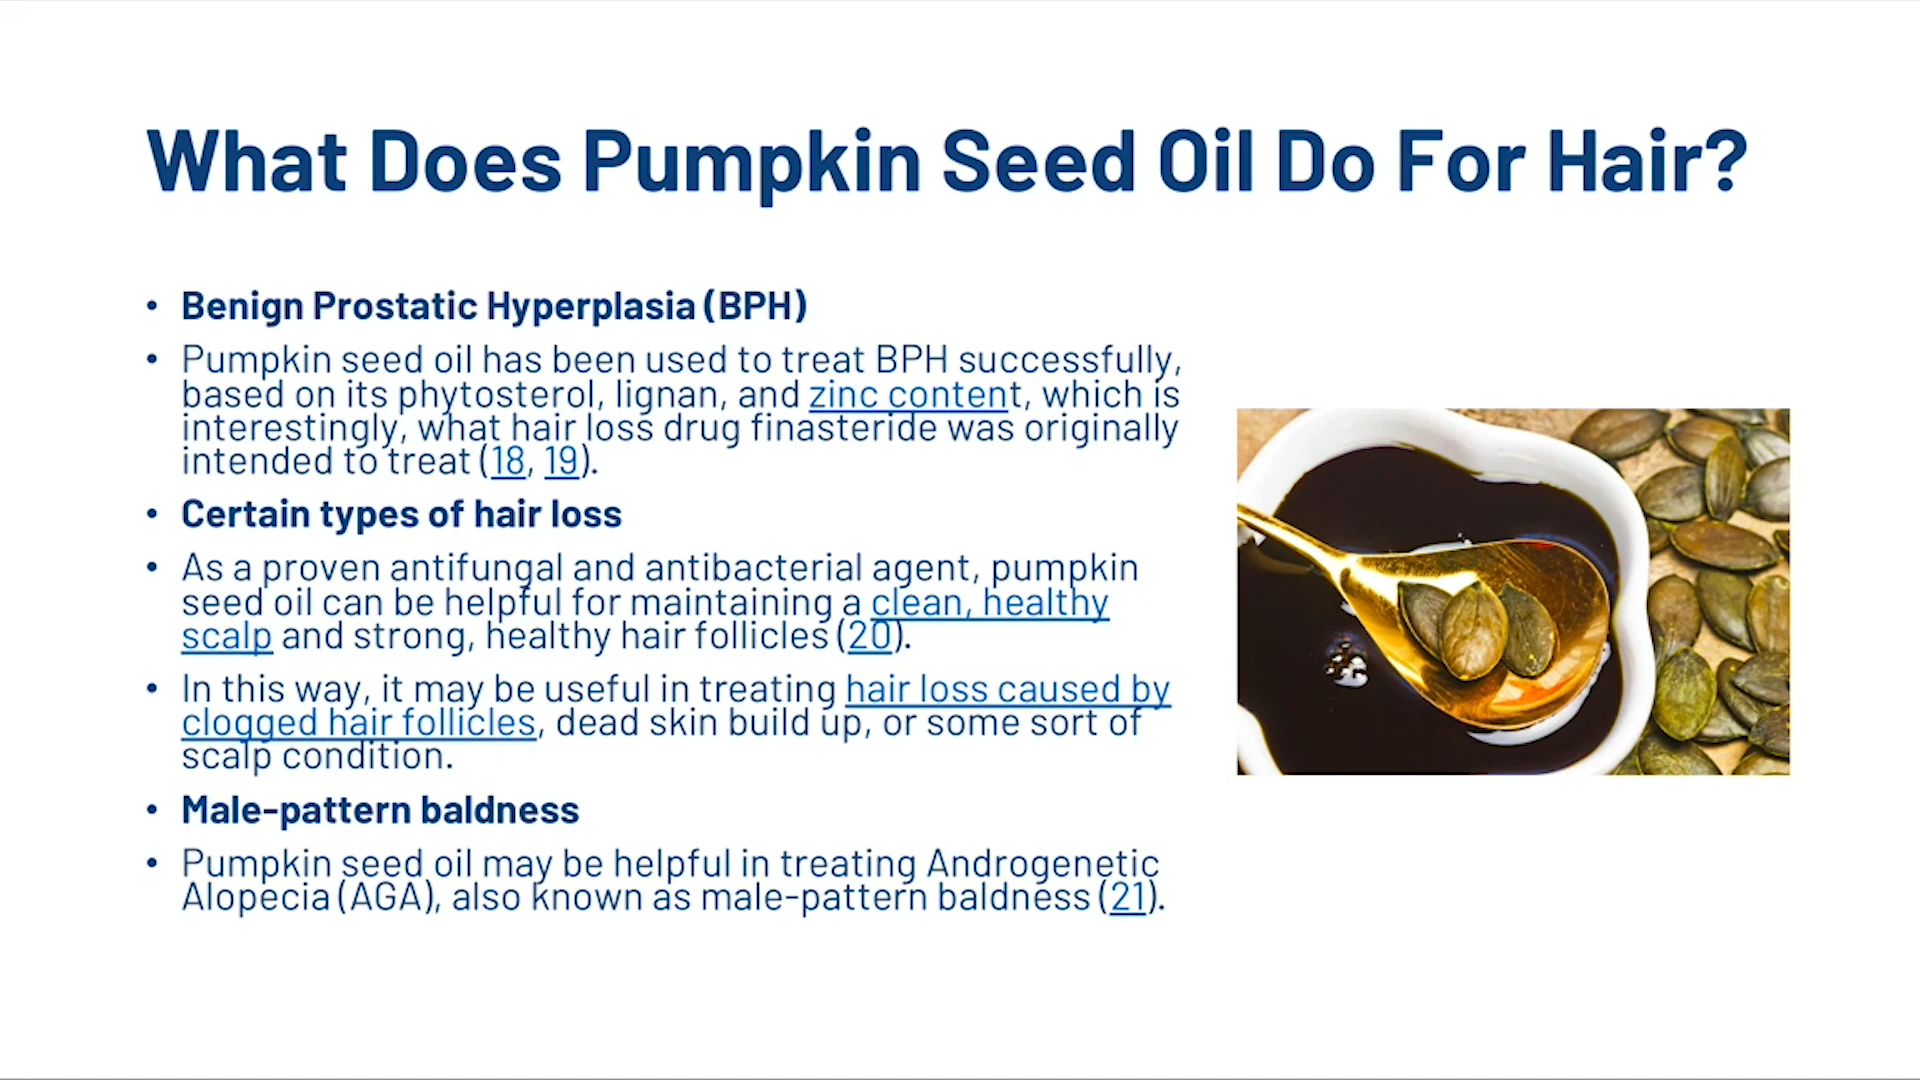 What Does Pumpkin Seed Oil Do For Hair?
• Benign Prostatic Hyperplasia (BPH)
• Pumpkin seed oil has been used to treat BPH successfully,
based on its phytosterol, lignan, and zinc content, which is
interestingly, what hair loss drug finasteride was originally
intended to treat (18, 19).
• Certain types of hair loss
• As a proven antifungal and antibacterial agent, pumpkin
seed oil can be helpful for maintaining a clean, healthy
scalp and strong, healthy hair follicles (20).
• In this way, it may be useful in treating hair loss caused by
clogged hair follicles, dead skin build up, or some sort of
scalp condition.
• Male-pattern baldness
• Pumpkin seed oil may be helpful in treating Androgenetic
Alopecia (AGA), also known as male-pattern baldness (21).